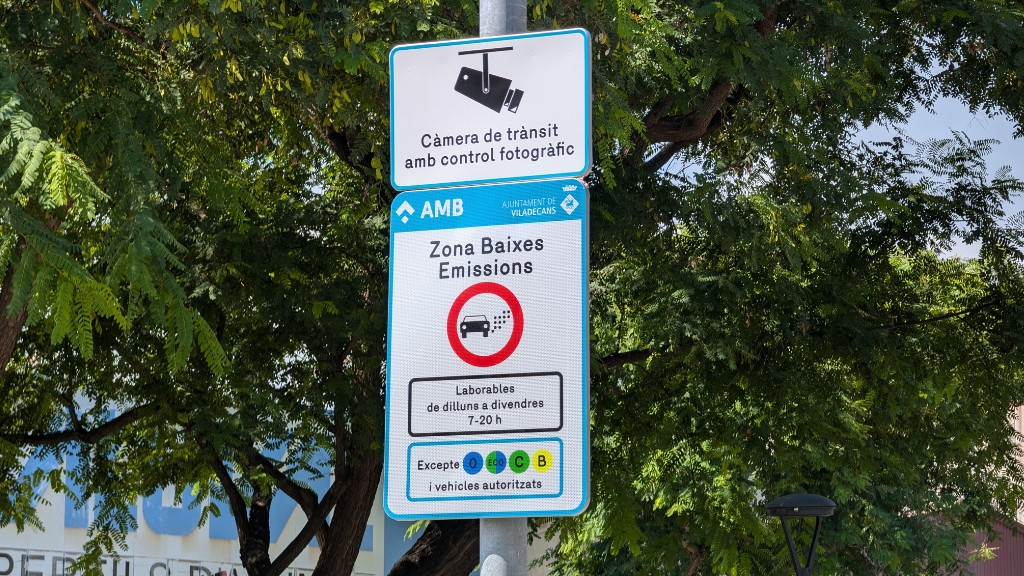 Càmera de trànsit
amb control fotogràfic
AMB
AJUNTAMENT DE
VILADECANS
Zona Baixes
Emissions
Laborables
de dilluns a divendres
7-20 h
Excepte 0 ECO C B
i vehicles autoritzats